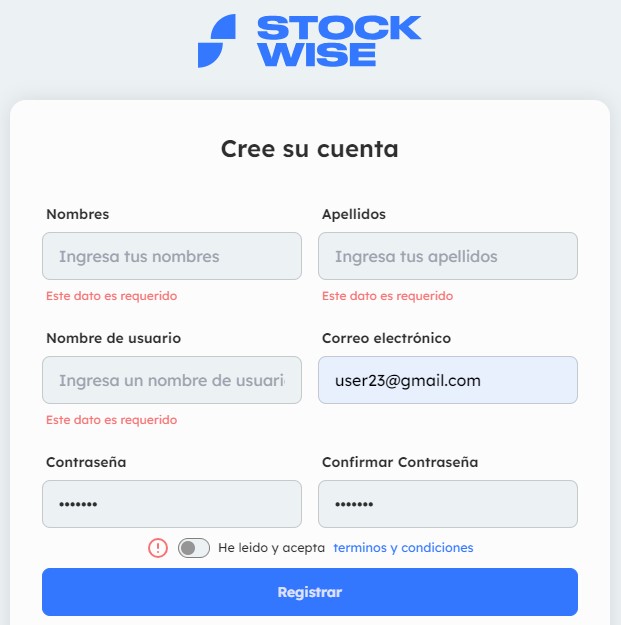 STOCK
WISE
Cree su cuenta
Nombres
Apellidos
Ingresa tus nombres
Ingresa tus apellidos
Este dato es requerido
Este dato es requerido
Nombre de usuario
Correo electrónico
Ingresa un nombre de usuari
user23@gmail.com
Este dato es requerido
Contraseña
Confirmar Contraseña
•••••••
•••••••
He leido y acepta terminos y condiciones
Registrar